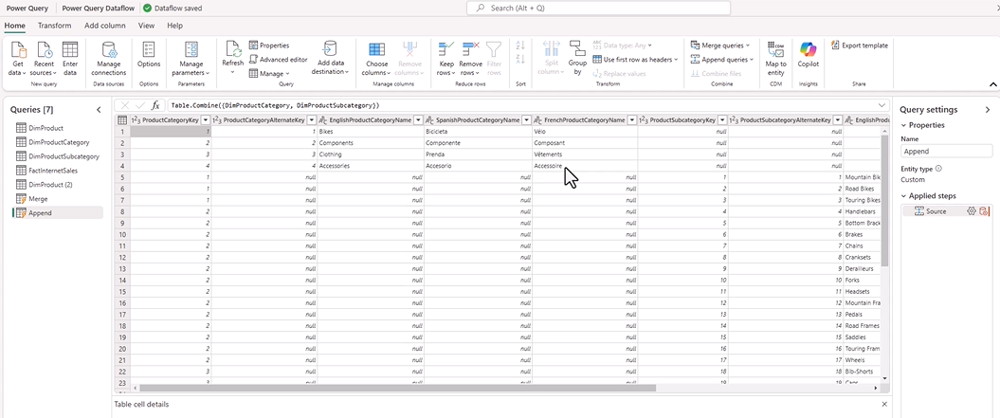 Power Query Power Query Dataflow Dataflow saved Search (Alt + Q)
Home Transform Add column View Help
Get data Recent sources Enter data Manage connections Options Manage parameters Refresh Properties Advanced editor Manage Add data destination Choose columns Remove columns Keep rows Remove rows Filter rows Split column Group by Data type: Any Use first row as headers Replace values Merge queries Append queries Combine files Map to entity Copilot Export template
New query Data sources Options Parameters Query Manage columns Reduce rows Sort Transform Combine CDM Insights Share
Queries [7]
DimProduct
DimProductCategory
DimProductSubcategory
FactInternetSales
DimProduct (2)
Merge
Append
fx Table.Combine({DimProductCategory, DimProductSubcategory})
ProductCategoryKey ProductCategoryAlternateKey EnglishProductCategoryName SpanishProductCategoryName FrenchProductCategoryName ProductSubcategoryKey ProductSubcategoryAlternateKey EnglishProdu
1 1 1 Bikes Bicicleta Vélo null null
2 2 2 Components Componente Composant null null
3 3 3 Clothing Prenda Vêtements null null
4 4 4 Accessories Accesorio Accessoire null null
5 1 null null null null 1 1 Mountain Bik
6 1 null null null null 2 2 Road Bikes
7 1 null null null null 3 3 Touring Bikes
8 2 null null null null 4 4 Handlebars
9 2 null null null null 5 5 Bottom Brack
10 2 null null null null 6 6 Brakes
11 2 null null null null 7 7 Chains
12 2 null null null null 8 8 Cranksets
13 2 null null null null 9 9 Derailleurs
14 2 null null null null 10 10 Forks
15 2 null null null null 11 11 Headsets
16 2 null null null null 12 12 Mountain Fra
17 2 null null null null 13 13 Pedals
18 2 null null null null 14 14 Road Frames
19 2 null null null null 15 15 Saddles
20 2 null null null null 16 16 Touring Fram
21 2 null null null null 17 17 Wheels
22 3 null null null null 18 18 Bib-Shorts
23 3 null null null null 19 19 Caps
Table cell details
Query settings
Properties
Name
Append
Entity type
Custom
Applied steps
Source